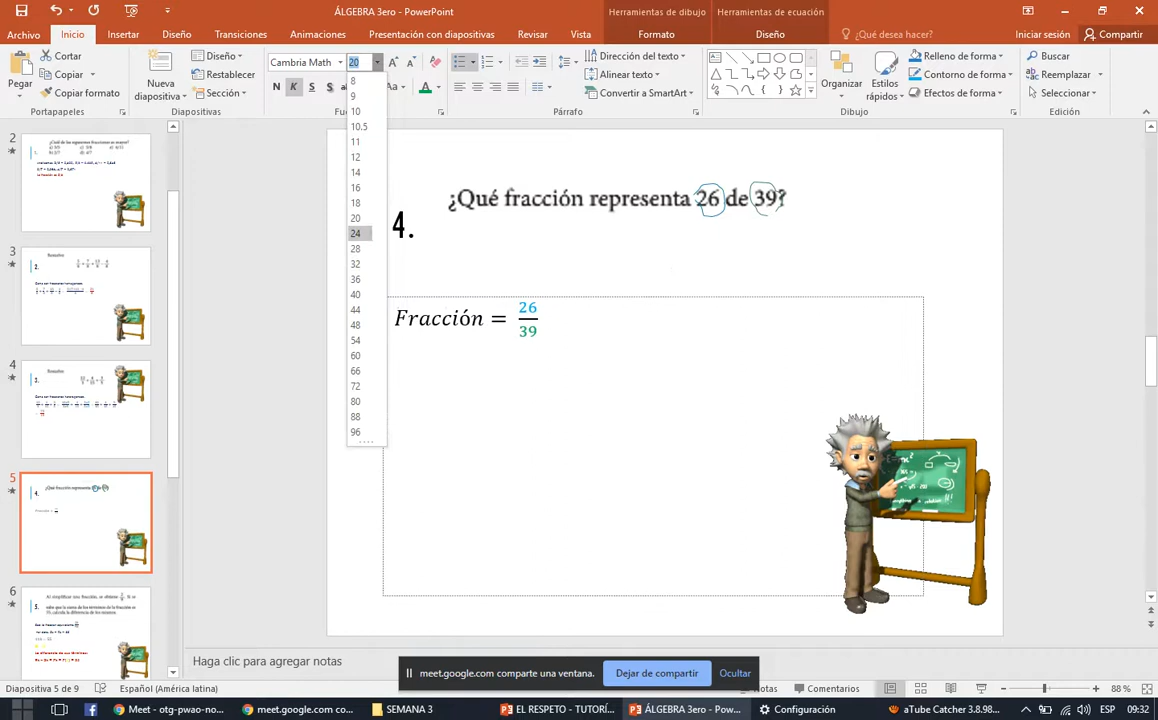 ÁLGEBRA 3ero - PowerPoint
Herramientas de dibujo
Herramientas de ecuación
Archivo
Inicio
Insertar
Diseño
Transiciones
Animaciones
Presentación con diapositivas
Revisar
Vista
Formato
Diseño
¿Qué desea hacer?
Iniciar sesión
Compartir
Pegar
Cortar
Copiar
Copiar formato
Portapapeles
Nueva
diapositiva
Diseño
Restablecer
Sección
Diapositivas
Cambria Math
20
N K S S
Aa
A
Dirección del texto
Alinear texto
Convertir a SmartArt
Párrafo
Organizar
Estilos
rápidos
Relleno de forma
Contorno de forma
Efectos de forma
Dibujo
Buscar
Reemplazar
Seleccionar
Edición
8
9
10
10.5
11
12
14
16
18
20
24
28
32
36
40
44
48
54
60
66
72
80
88
96
2
3
4
5
6
¿Qué fracción representa 26 de 39?
4.
Fracción = 26/39
Haga clic para agregar notas
meet.google.com comparte una ventana.
Dejar de compartir
Ocultar
Diapositiva 5 de 9
Español (América latina)
Notas
Comentarios
88 %
Meet - otg-pwao-no...
meet.google.com co...
SEMANA 3
EL RESPETO - TUTORÍ...
ÁLGEBRA 3ero - Pow...
Configuración
aTube Catcher 3.8.98...
ESP
09:32